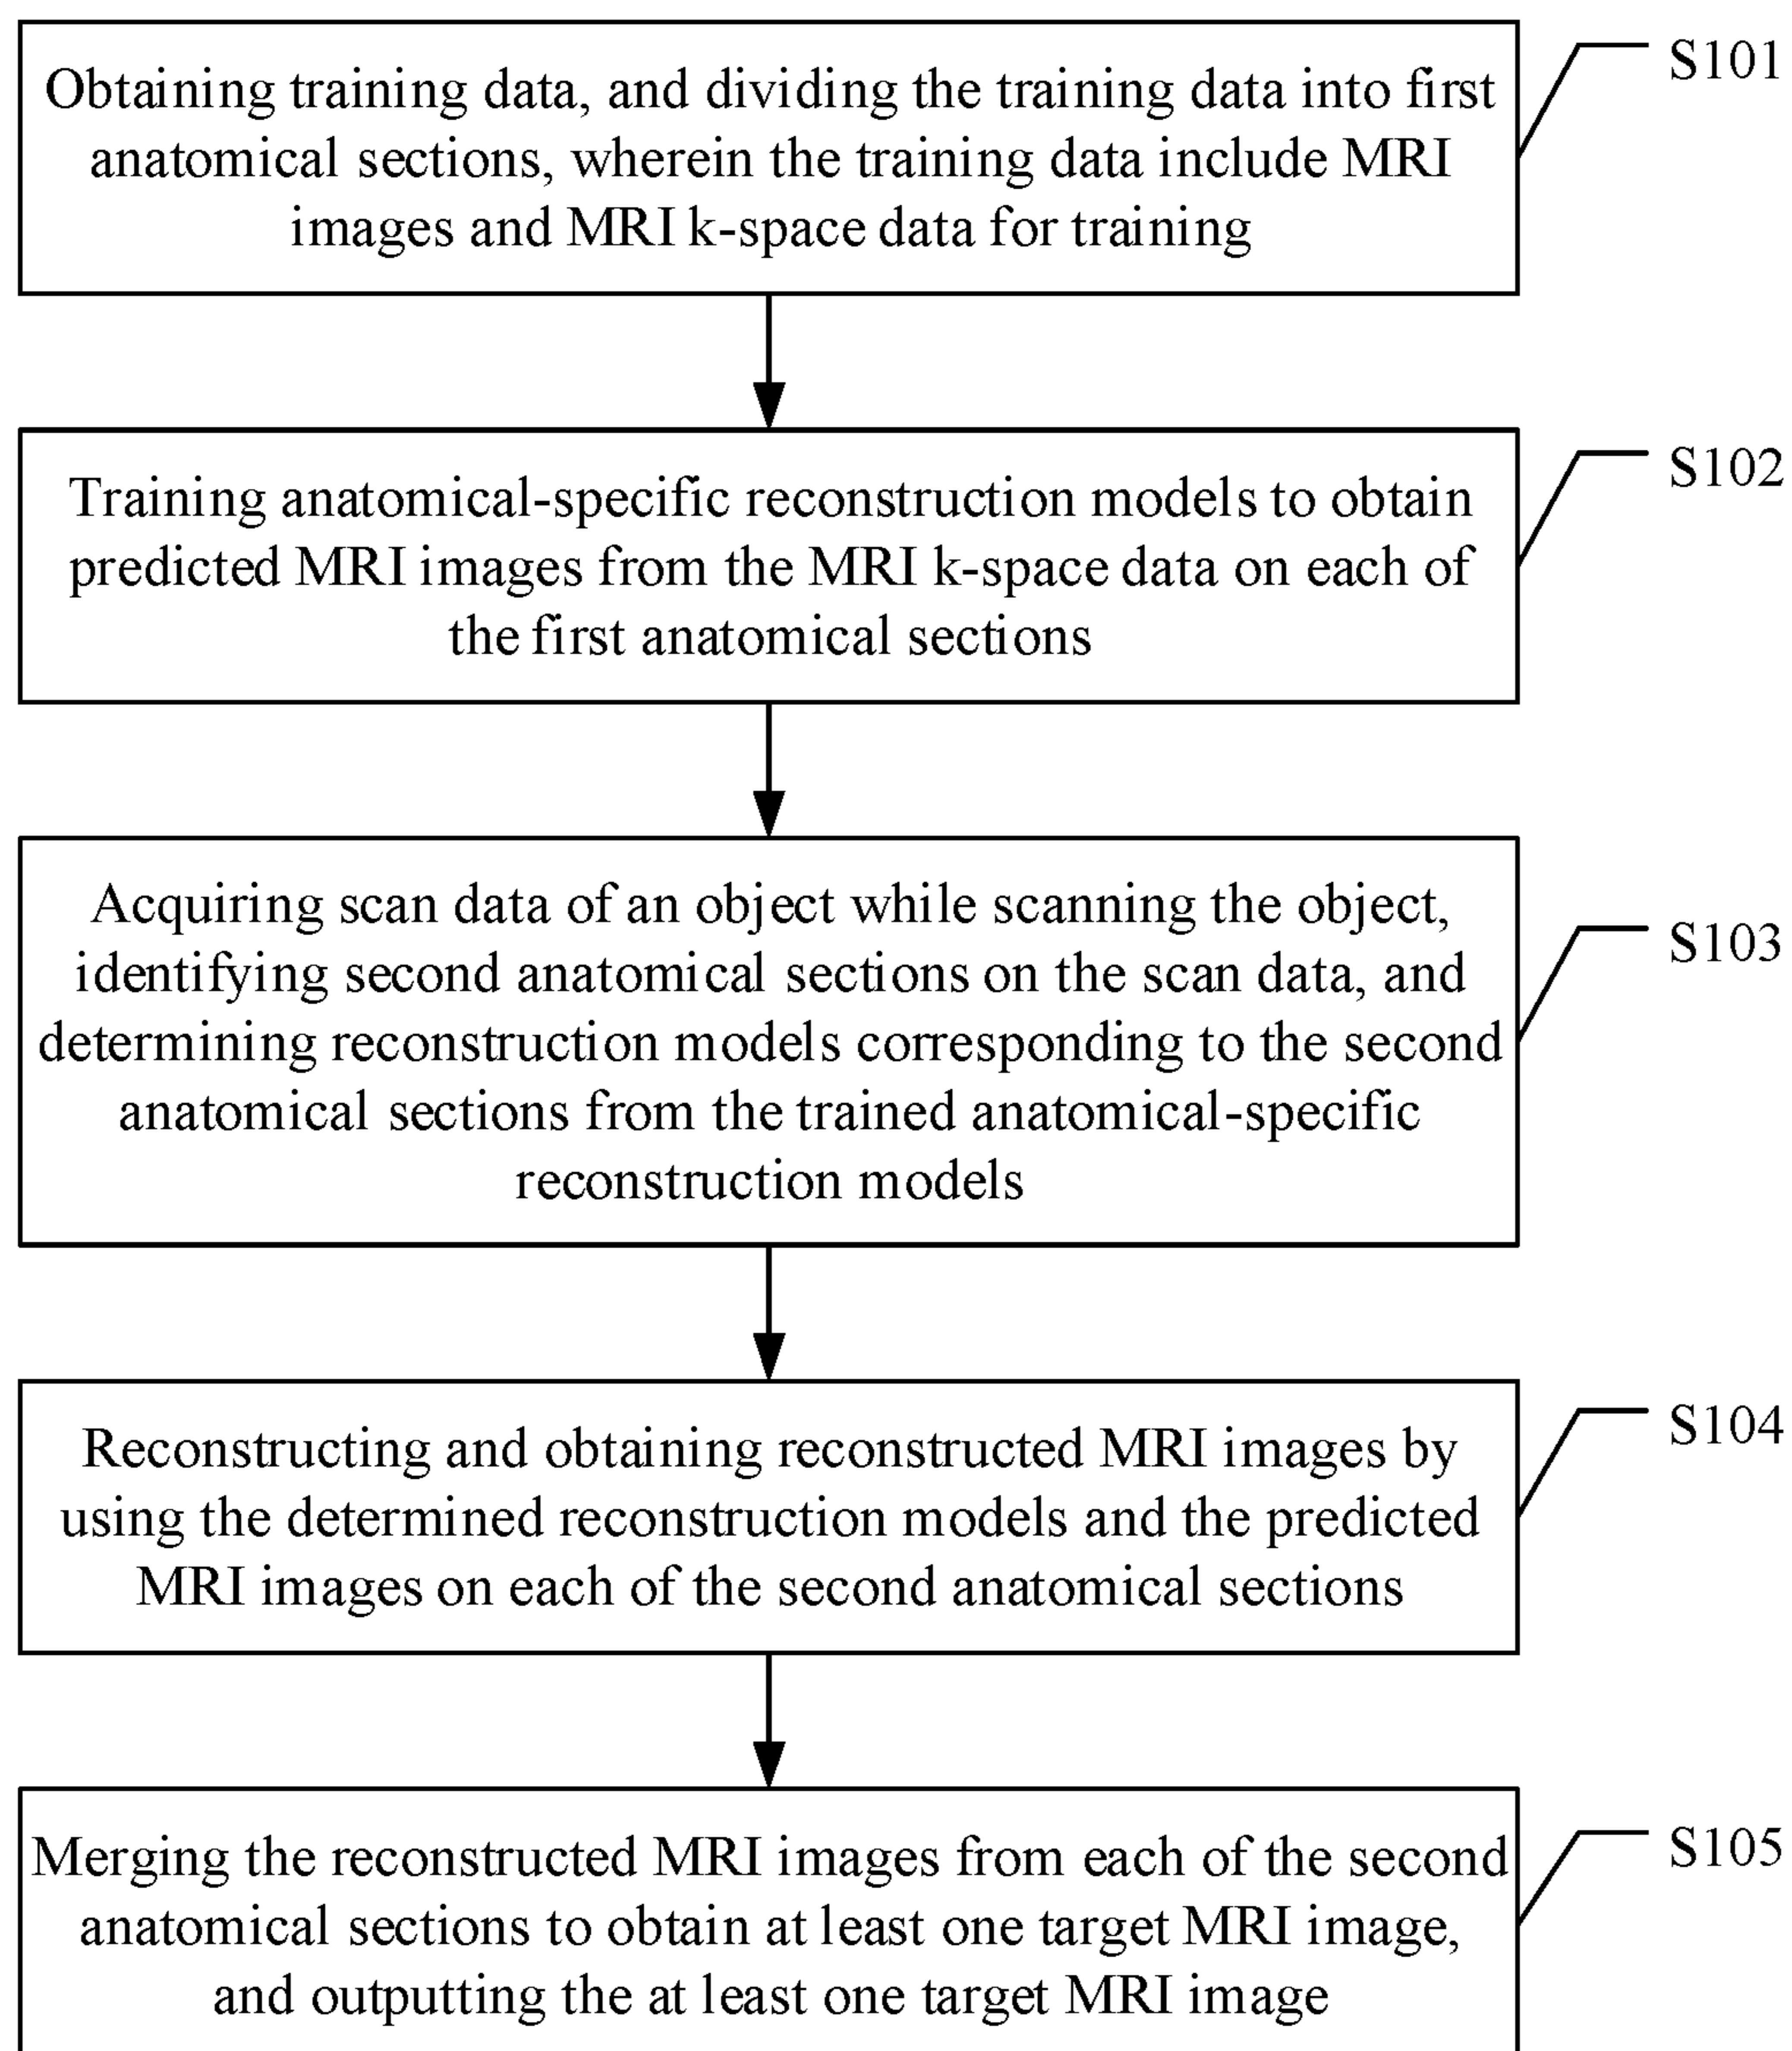 Obtaining training data, and dividing the training data into first
anatomical sections, wherein the training data include MRI
images and MRI k-space data for training
S101
Training anatomical-specific reconstruction models to obtain
predicted MRI images from the MRI k-space data on each of
the first anatomical sections
S102
Acquiring scan data of an object while scanning the object,
identifying second anatomical sections on the scan data, and
determining reconstruction models corresponding to the second
anatomical sections from the trained anatomical-specific
reconstruction models
S103
Reconstructing and obtaining reconstructed MRI images by
using the determined reconstruction models and the predicted
MRI images on each of the second anatomical sections
S104
Merging the reconstructed MRI images from each of the second
anatomical sections to obtain at least one target MRI image,
and outputting the at least one target MRI image
S105